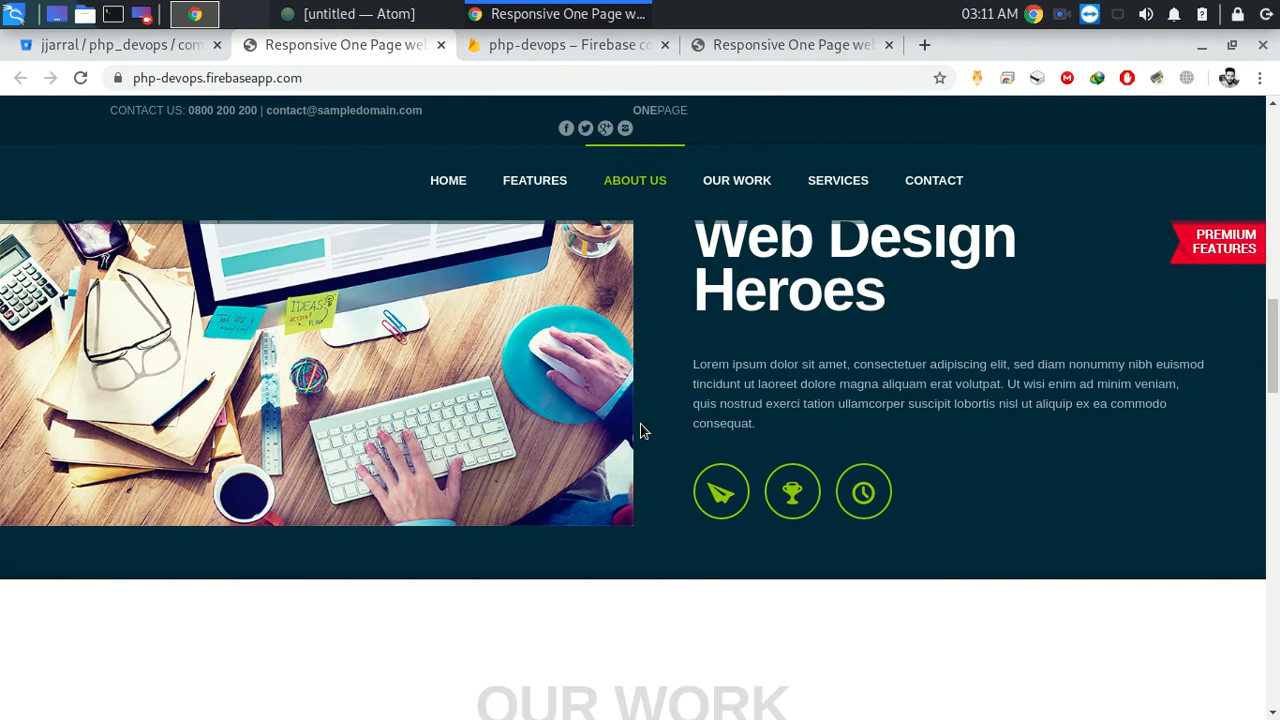 [untitled — Atom]
Responsive One Page w...
03:11 AM
jjarral / php_devops / com
Responsive One Page web
php-devops – Firebase co
Responsive One Page web
php-devops.firebaseapp.com
CONTACT US: 0800 200 200 | contact@sampledomain.com
ONEPAGE
HOME
FEATURES
ABOUT US
OUR WORK
SERVICES
CONTACT
Web Design
Heroes
PREMIUM
FEATURES
IDEAS:
Lorem ipsum dolor sit amet, consectetuer adipiscing elit, sed diam nonummy nibh euismod
tincidunt ut laoreet dolore magna aliquam erat volutpat. Ut wisi enim ad minim veniam,
quis nostrud exerci tation ullamcorper suscipit lobortis nisl ut aliquip ex ea commodo
consequat.
OUR WORK